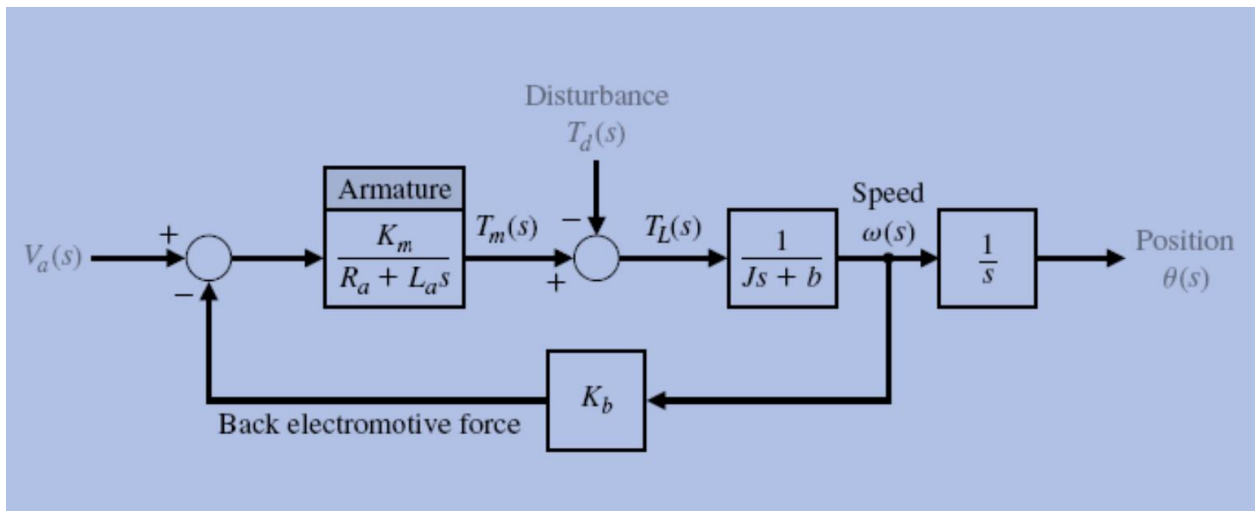 Disturbance
T_d(s)
Armature
Speed
K_m
T_m(s)
−
T_L(s)
1
ω(s)
1
V_a(s)
+
Position
R_a + L_a s
+
Js + b
s
θ(s)
−
K_b
Back electromotive force